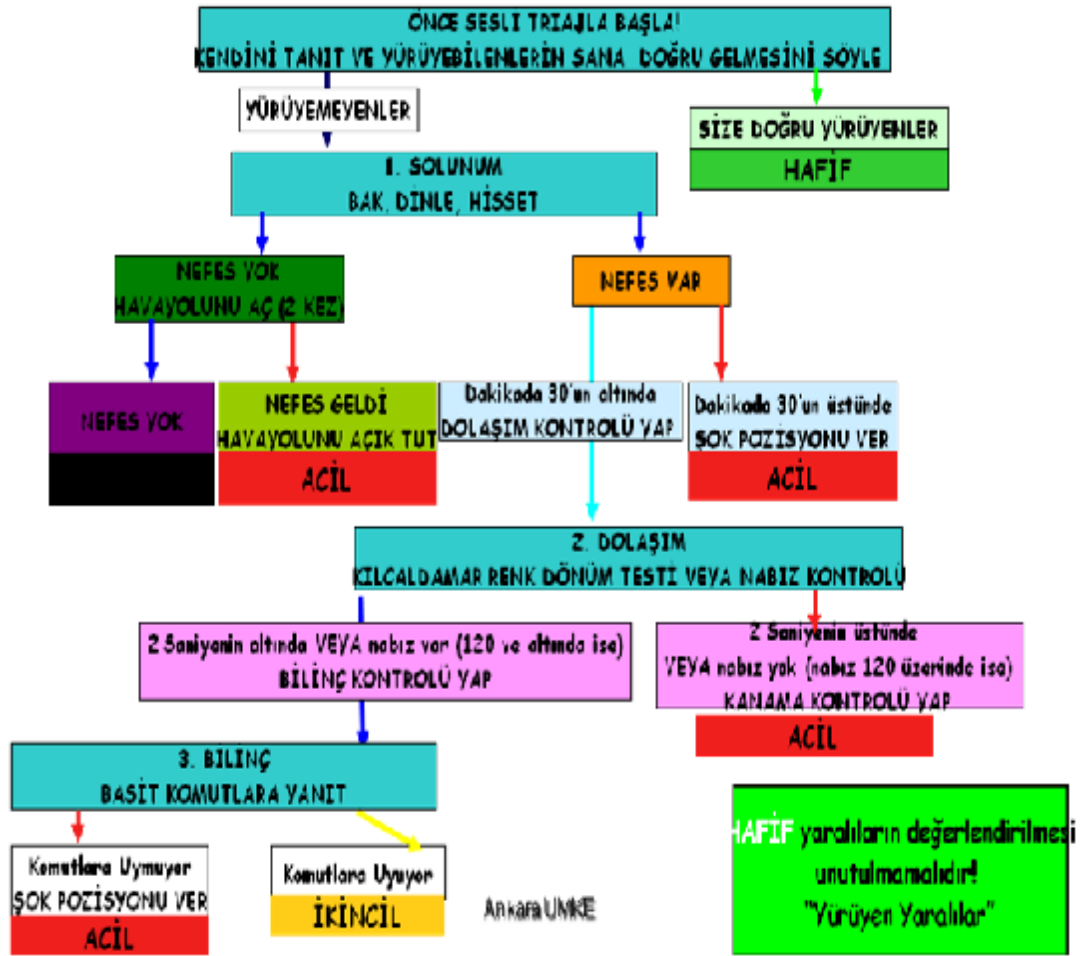 ÖNCE SESLİ TRIAJLA BAŞLA!
KENDİNİ TANIT VE YÜRÜYEBİLENLERİN SANA DOĞRU GELMESİNİ SÖYLE
YÜRÜYEMEYENLER
SİZE DOĞRU YÜRÜYENLER
HAFİF
1. SOLUNUM
BAK, DİNLE, HİSSET
NEFES YOK
HAVAYOLUNU AÇ (2 KEZ)
NEFES VAR
NEFES YOK
NEFES GELDİ
HAVAYOLUNU AÇIK TUT
ACİL
Dakikada 30'un altında
DOLAŞIM KONTROLÜ YAP
Dakikada 30'un üstünde
ŞOK POZİSYONU VER
ACİL
2. DOLAŞIM
KILCALDAMAR RENK DÖNÜM TESTİ VEYA NABIZ KONTROLÜ
2 Saniyenin altında VEYA nabız var (120 ve altında ise)
BİLİNÇ KONTROLÜ YAP
2 Saniyenin üstünde
VEYA nabız yok (nabız 120 üzerinde ise)
KANAMA KONTROLÜ YAP
ACİL
3. BİLİNÇ
BASİT KOMUTLARA YANIT
Komutlara Uymuyor
ŞOK POZİSYONU VER
ACİL
Komutlara Uyuyor
İKİNCİL
Ankara UMKE
HAFİF yaralıların değerlendirilmesi
unutulmamalıdır!
"Yürüyen Yaralılar"